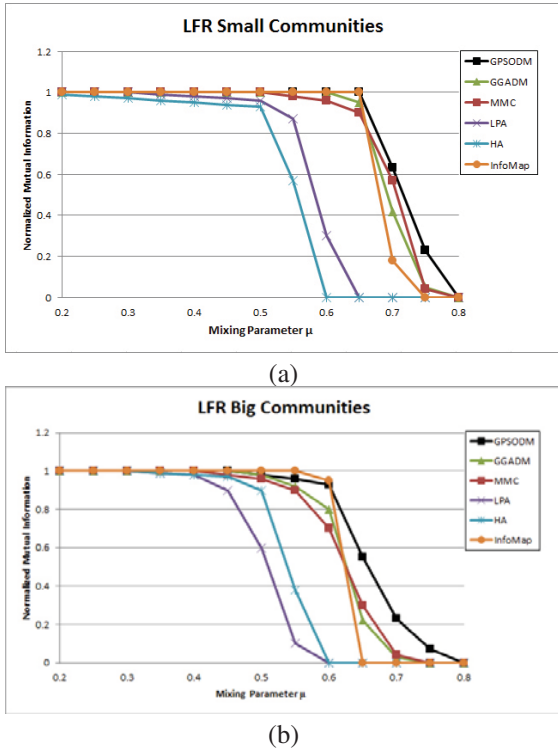 LFR Small Communities
Normalized Mutual Information
1.2
1
0.8
0.6
0.4
0.2
0
0.2 0.3 0.4 0.5 0.6 0.7 0.8
Mixing Parameter μ
GPSODM
GGADM
MMC
LPA
HA
InfoMap
(a)
LFR Big Communities
Normalized Mutual Information
1.2
1
0.8
0.6
0.4
0.2
0
0.2 0.3 0.4 0.5 0.6 0.7 0.8
Mixing Parameter μ
GPSODM
GGADM
MMC
LPA
HA
InfoMap
(b)